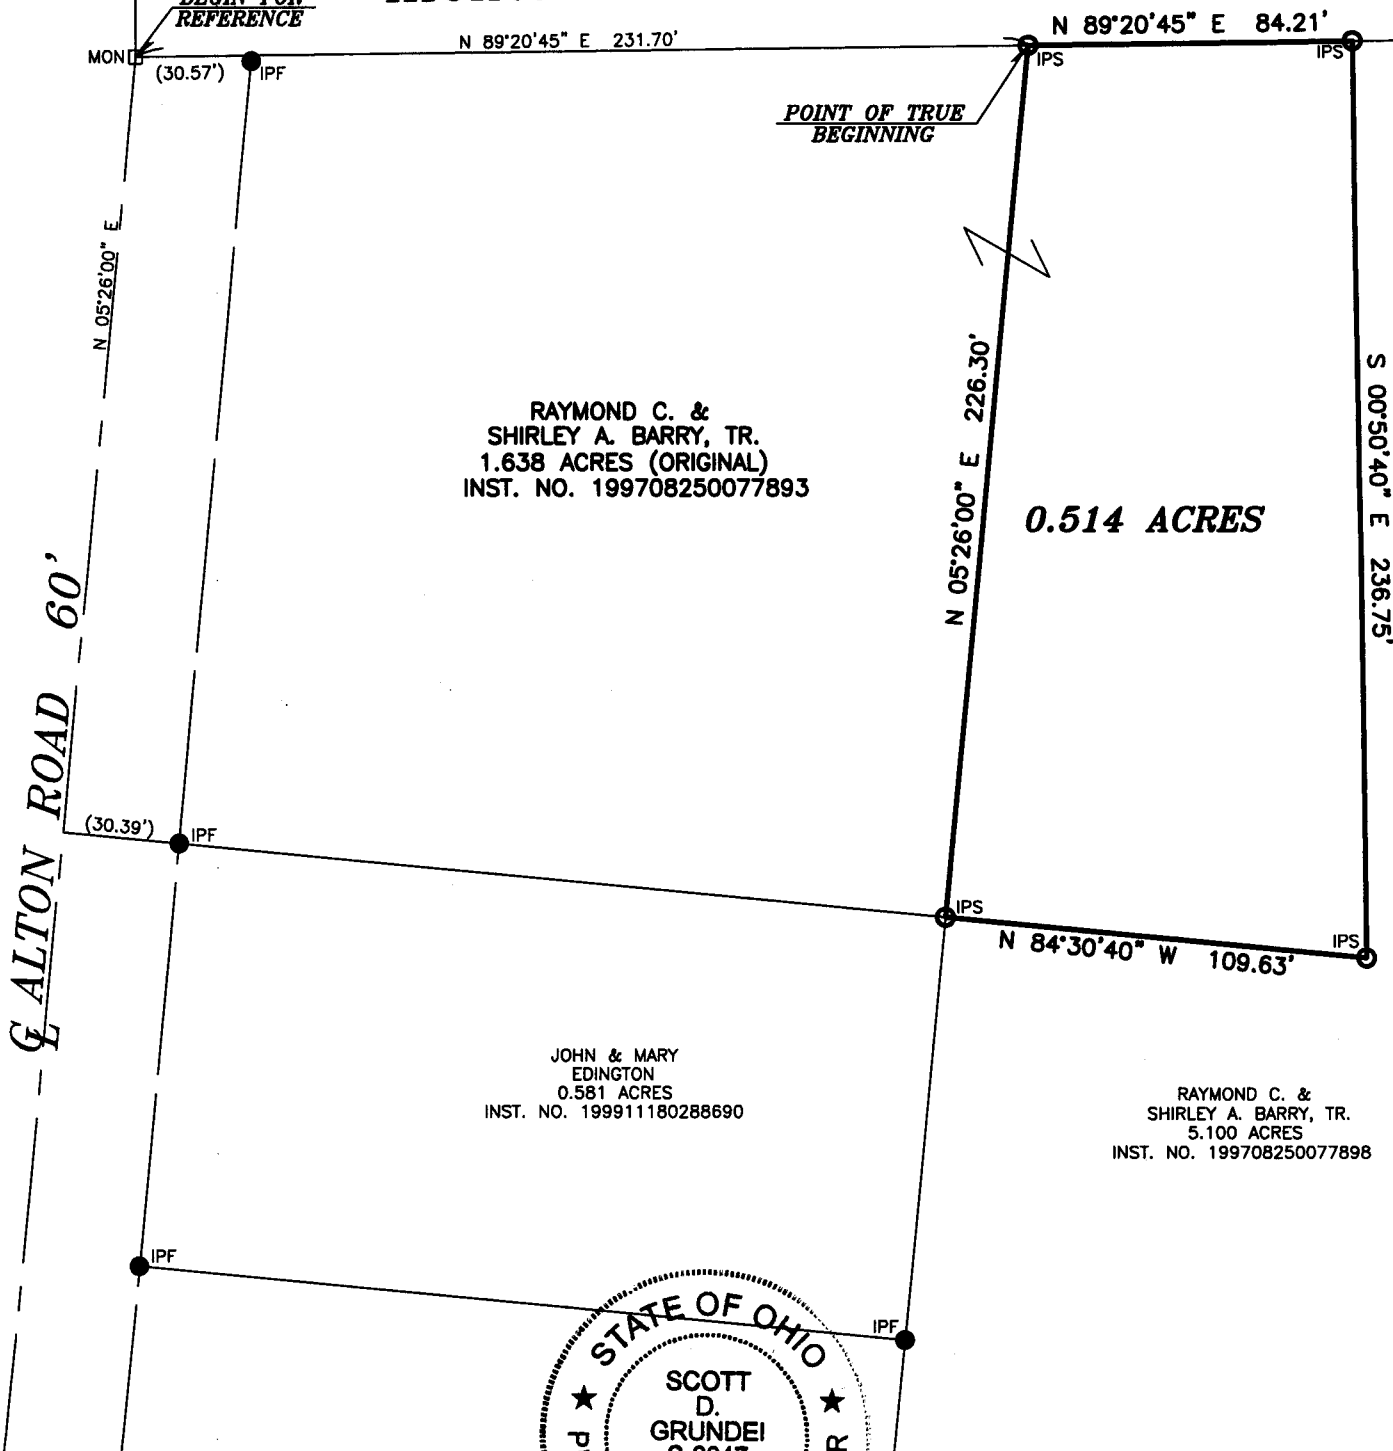 REFERENCE
MON
(30.57')
IPF
N 89°20'45" E 231.70'
N 89°20'45" E 84.21'
IPS
IPS
POINT OF TRUE
BEGINNING
N 05°26'00" E
RAYMOND C. &
SHIRLEY A. BARRY, TR.
1.638 ACRES (ORIGINAL)
INST. NO. 199708250077893
N 05°26'00" E 226.30'
0.514 ACRES
S 00°50'40" E 236.75'
ALTON ROAD 60'
(30.39')
IPF
IPS
N 84°30'40" W 109.63'
IPS
JOHN & MARY
EDINGTON
0.581 ACRES
INST. NO. 199911180288690
RAYMOND C. &
SHIRLEY A. BARRY, TR.
5.100 ACRES
INST. NO. 199708250077898
IPF
IPF
STATE OF OHIO
SCOTT
D.
GRUNDEI